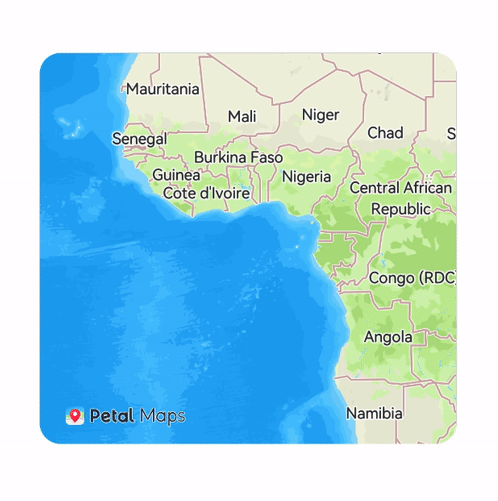 Mauritania
Mali
Niger
Chad
S
Senegal
Burkina Faso
Guinea
Nigeria
Côte d'Ivoire
Central African
Republic
Congo (RDC
Angola
Namibia
Petal Maps